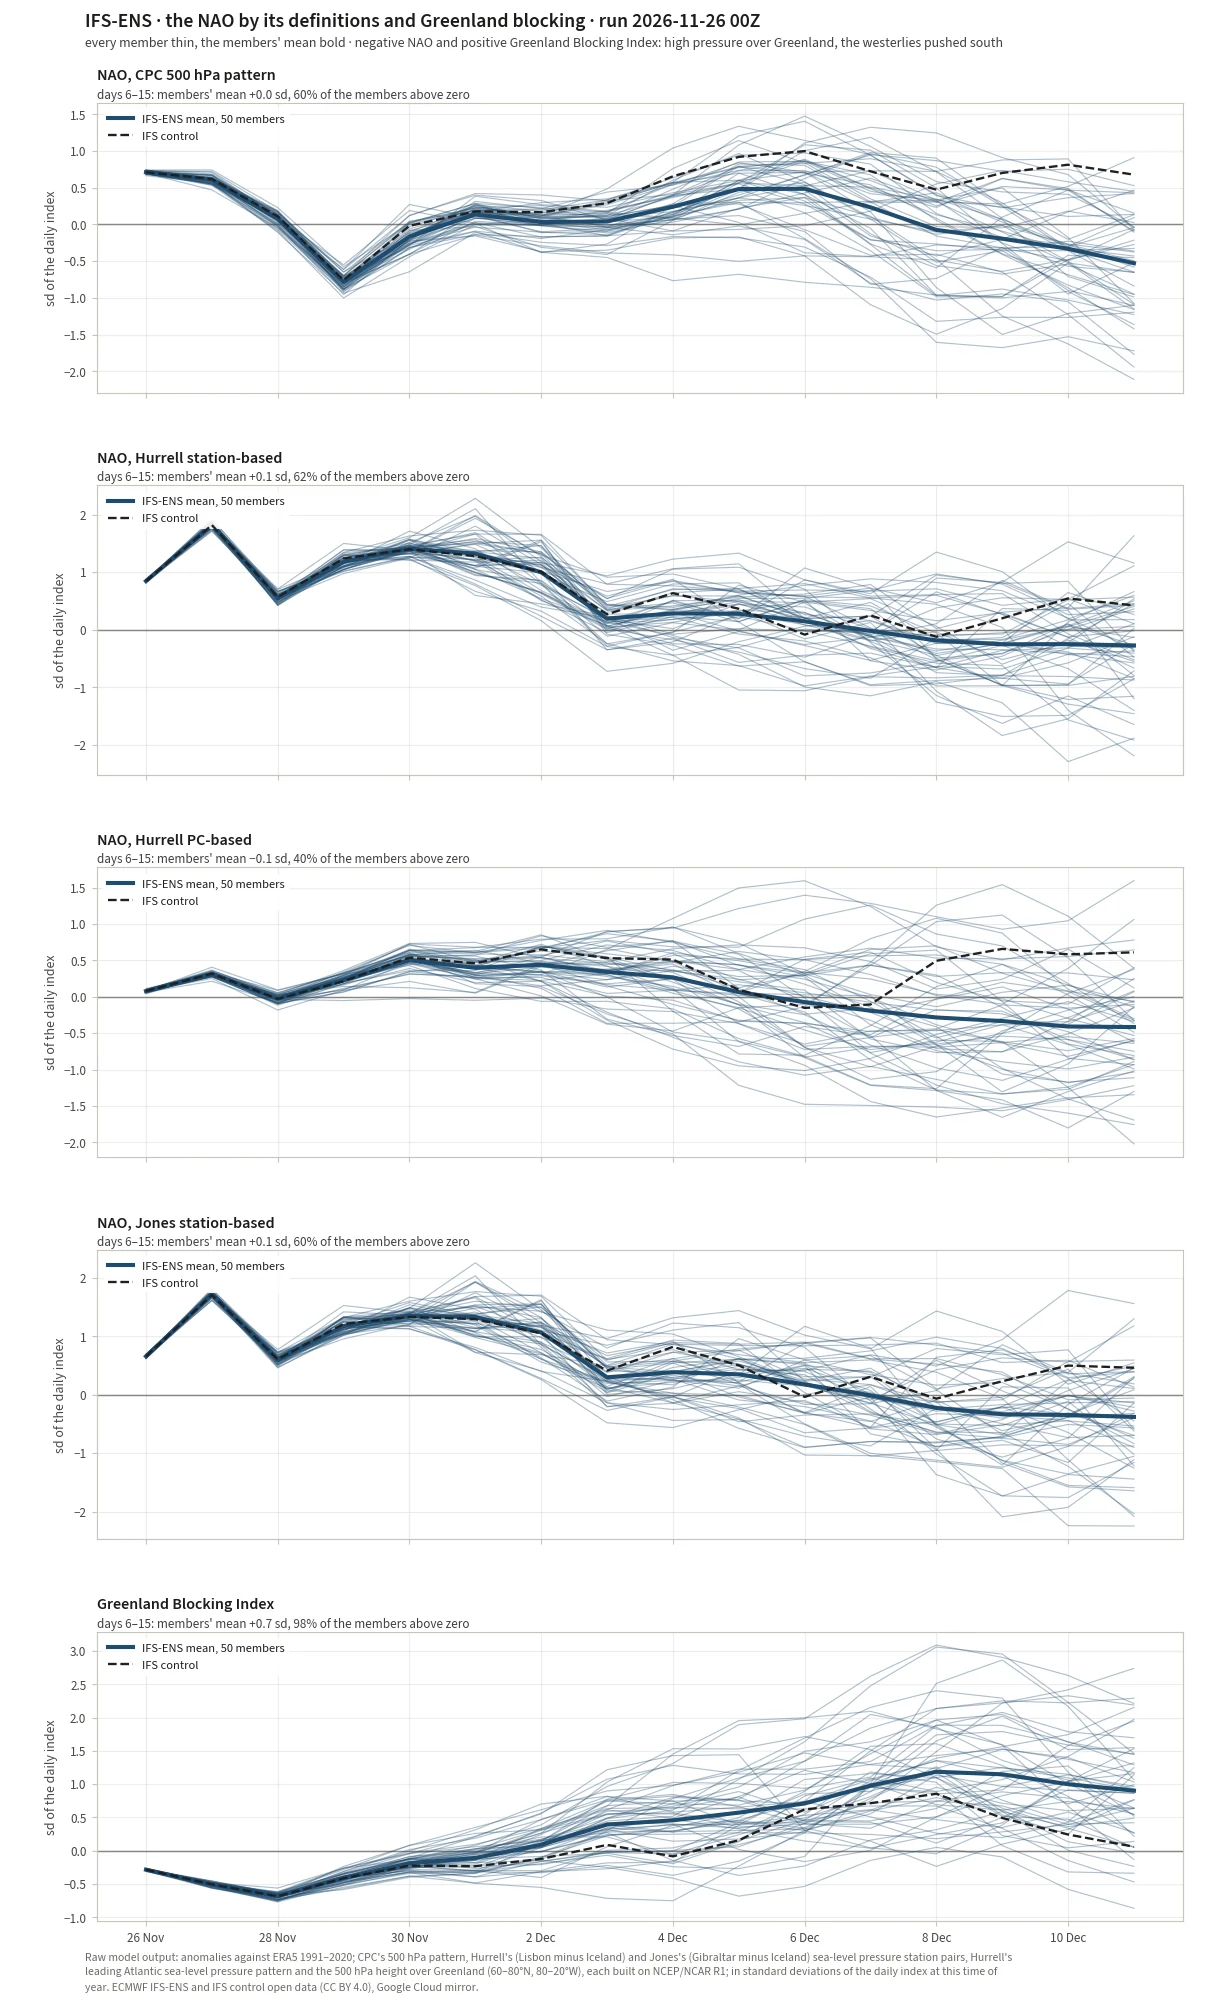 IFS-ENS · the NAO by its definitions and Greenland blocking · run 2026-11-26 00Z
every member thin, the members' mean bold · negative NAO and positive Greenland Blocking Index: high pressure over Greenland, the westerlies pushed south
NAO, CPC 500 hPa pattern
days 6–15: members' mean +0.0 sd, 60% of the members above zero
IFS-ENS mean, 50 members
IFS control
sd of the daily index
1.5
1.0
0.5
0.0
−0.5
−1.0
−1.5
−2.0
NAO, Hurrell station-based
days 6–15: members' mean +0.1 sd, 62% of the members above zero
IFS-ENS mean, 50 members
IFS control
sd of the daily index
2
1
0
−1
−2
NAO, Hurrell PC-based
days 6–15: members' mean −0.1 sd, 40% of the members above zero
IFS-ENS mean, 50 members
IFS control
sd of the daily index
1.5
1.0
0.5
0.0
−0.5
−1.0
−1.5
−2.0
NAO, Jones station-based
days 6–15: members' mean +0.1 sd, 60% of the members above zero
IFS-ENS mean, 50 members
IFS control
sd of the daily index
2
1
0
−1
−2
Greenland Blocking Index
days 6–15: members' mean +0.7 sd, 98% of the members above zero
IFS-ENS mean, 50 members
IFS control
sd of the daily index
3.0
2.5
2.0
1.5
1.0
0.5
0.0
−0.5
−1.0
26 Nov 28 Nov 30 Nov 2 Dec 4 Dec 6 Dec 8 Dec 10 Dec
Raw model output: anomalies against ERA5 1991–2020; CPC's 500 hPa pattern, Hurrell's (Lisbon minus Iceland) and Jones's (Gibraltar minus Iceland) sea-level pressure station pairs, Hurrell's
leading Atlantic sea-level pressure pattern and the 500 hPa height over Greenland (60–80°N, 80–20°W), each built on NCEP/NCAR R1; in standard deviations of the daily index at this time of
year. ECMWF IFS-ENS and IFS control open data (CC BY 4.0), Google Cloud mirror.